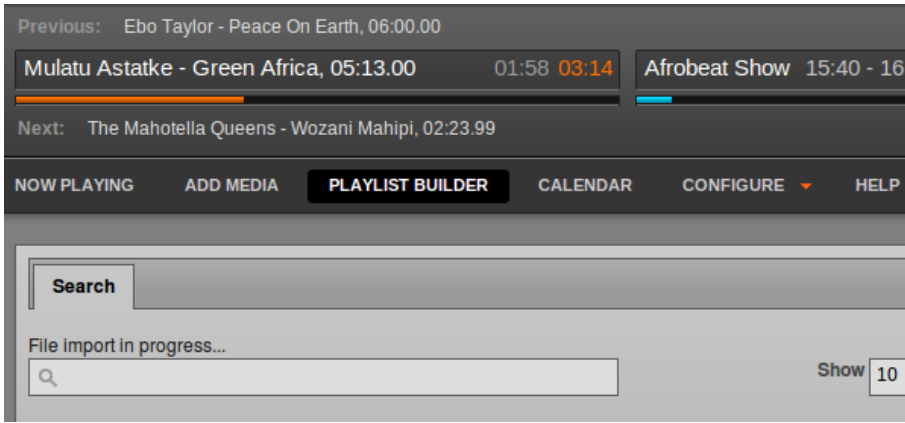 Previous: Ebo Taylor - Peace On Earth, 06:00.00
Mulatu Astatke - Green Africa, 05:13.00 01:58 03:14 Afrobeat Show 15:40 - 16
Next: The Mahotella Queens - Wozani Mahipi, 02:23.99
NOW PLAYING ADD MEDIA PLAYLIST BUILDER CALENDAR CONFIGURE HELP
Search
File import in progress...
Show 10